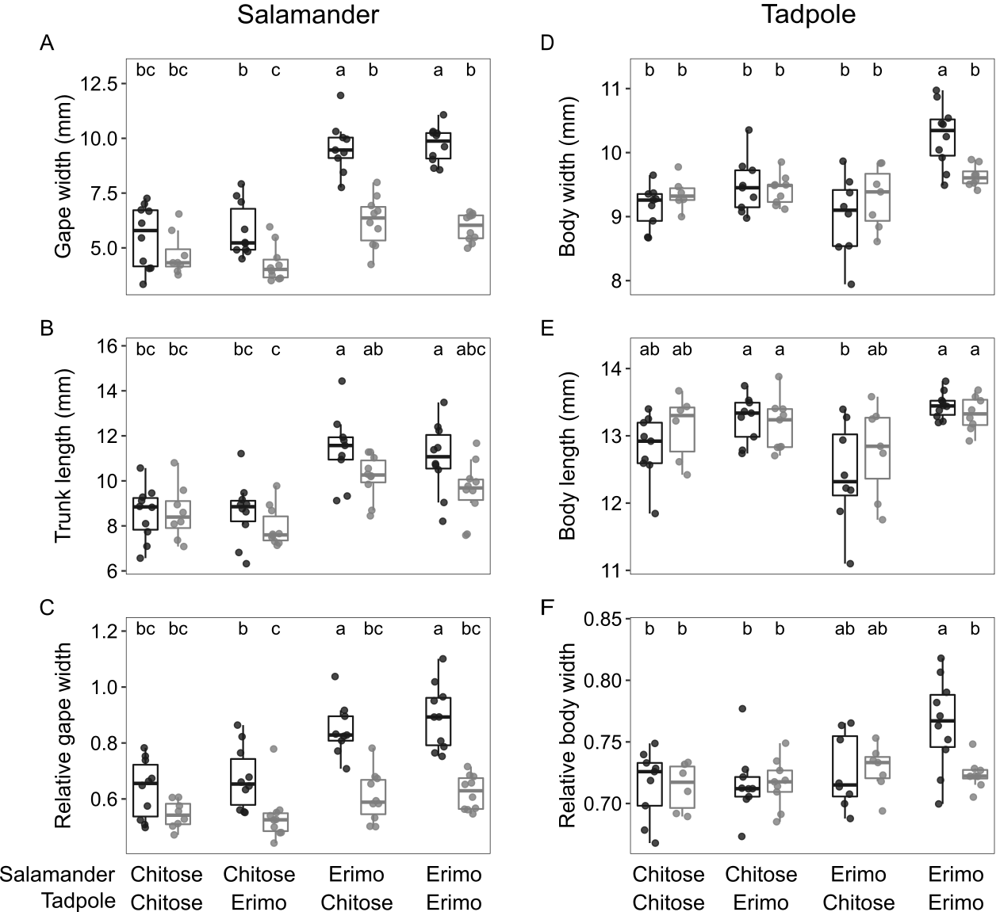 Salamander
Tadpole
A
Gape width (mm)
12.5
10.0
7.5
5.0
bc bc b c a b a b
D
Body width (mm)
11
10
9
8
b b b b b b a b
B
Trunk length (mm)
16
14
12
10
8
6
bc bc bc c a ab a abc
E
Body length (mm)
14
13
12
11
ab ab a a b ab a a
C
Relative gape width
1.2
1.0
0.8
0.6
bc bc b c a bc a bc
F
Relative body width
0.85
0.80
0.75
0.70
b b b b ab ab a b
Salamander Chitose Chitose Erimo Erimo
Tadpole Chitose Erimo Chitose Erimo
Chitose Chitose Erimo Erimo
Chitose Erimo Chitose Erimo